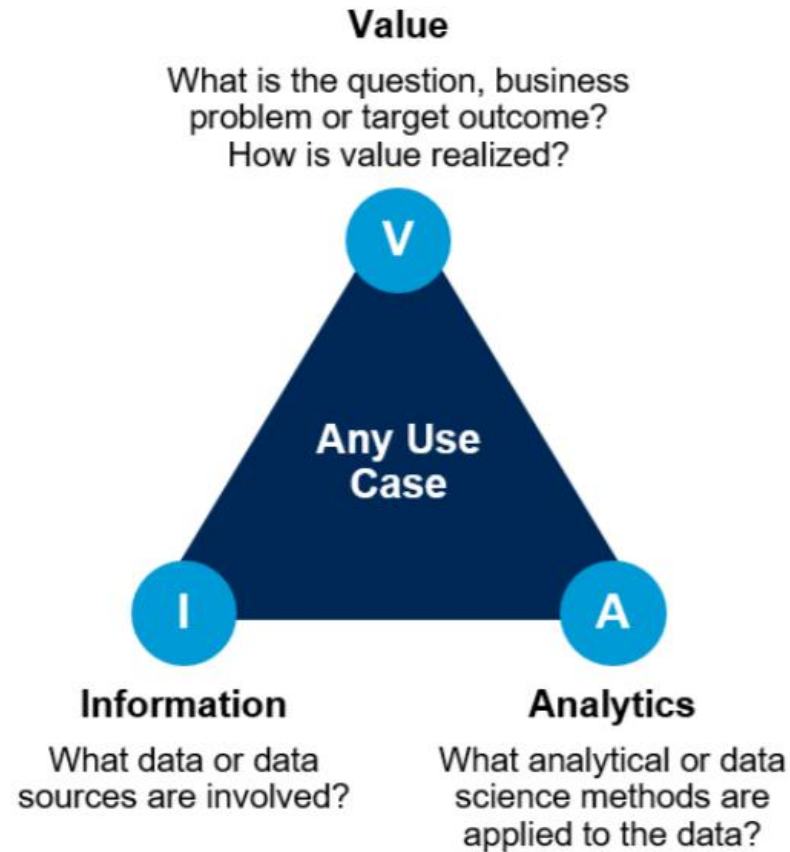 Value
What is the question, business
problem or target outcome?
How is value realized?
V
Any Use
Case
I
A
Information
What data or data
sources are involved?
Analytics
What analytical or data
science methods are
applied to the data?